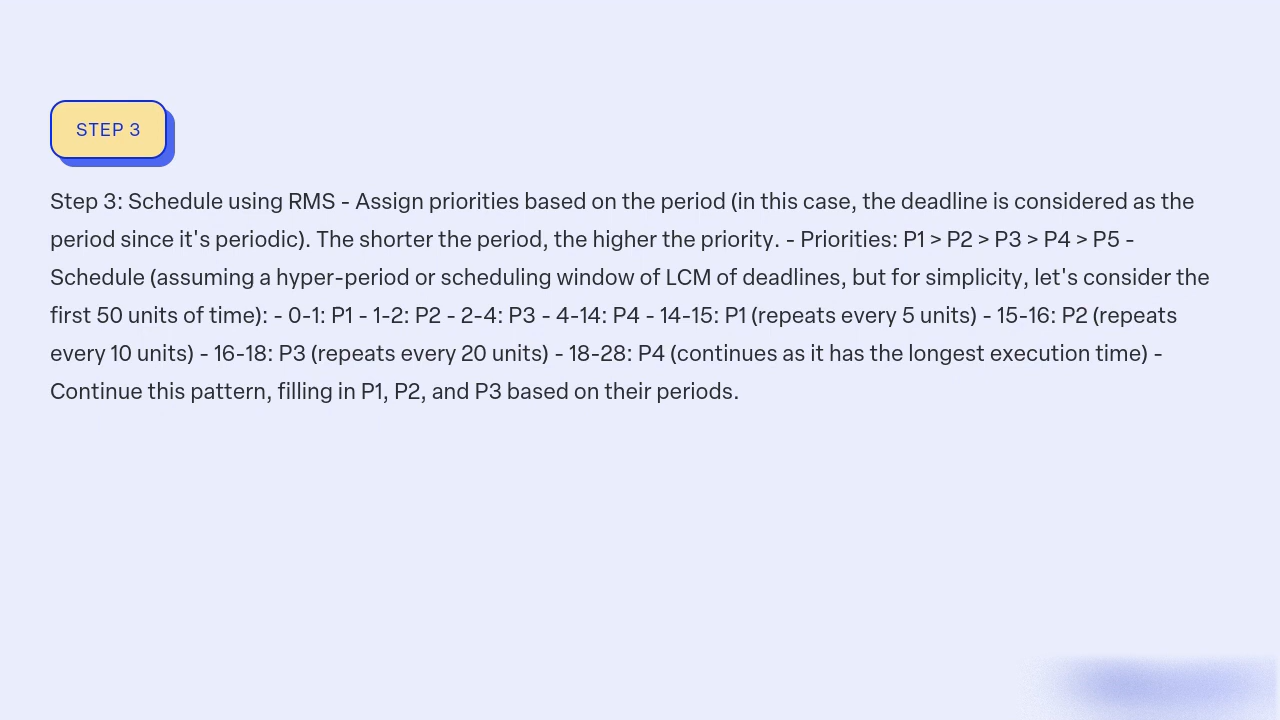 STEP 3
Step 3: Schedule using RMS - Assign priorities based on the period (in this case, the deadline is considered as the
period since it's periodic). The shorter the period, the higher the priority. - Priorities: P1 > P2 > P3 > P4 > P5 -
Schedule (assuming a hyper-period or scheduling window of LCM of deadlines, but for simplicity, let's consider the
first 50 units of time): - 0-1: P1 - 1-2: P2 - 2-4: P3 - 4-14: P4 - 14-15: P1 (repeats every 5 units) - 15-16: P2 (repeats
every 10 units) - 16-18: P3 (repeats every 20 units) - 18-28: P4 (continues as it has the longest execution time) -
Continue this pattern, filling in P1, P2, and P3 based on their periods.